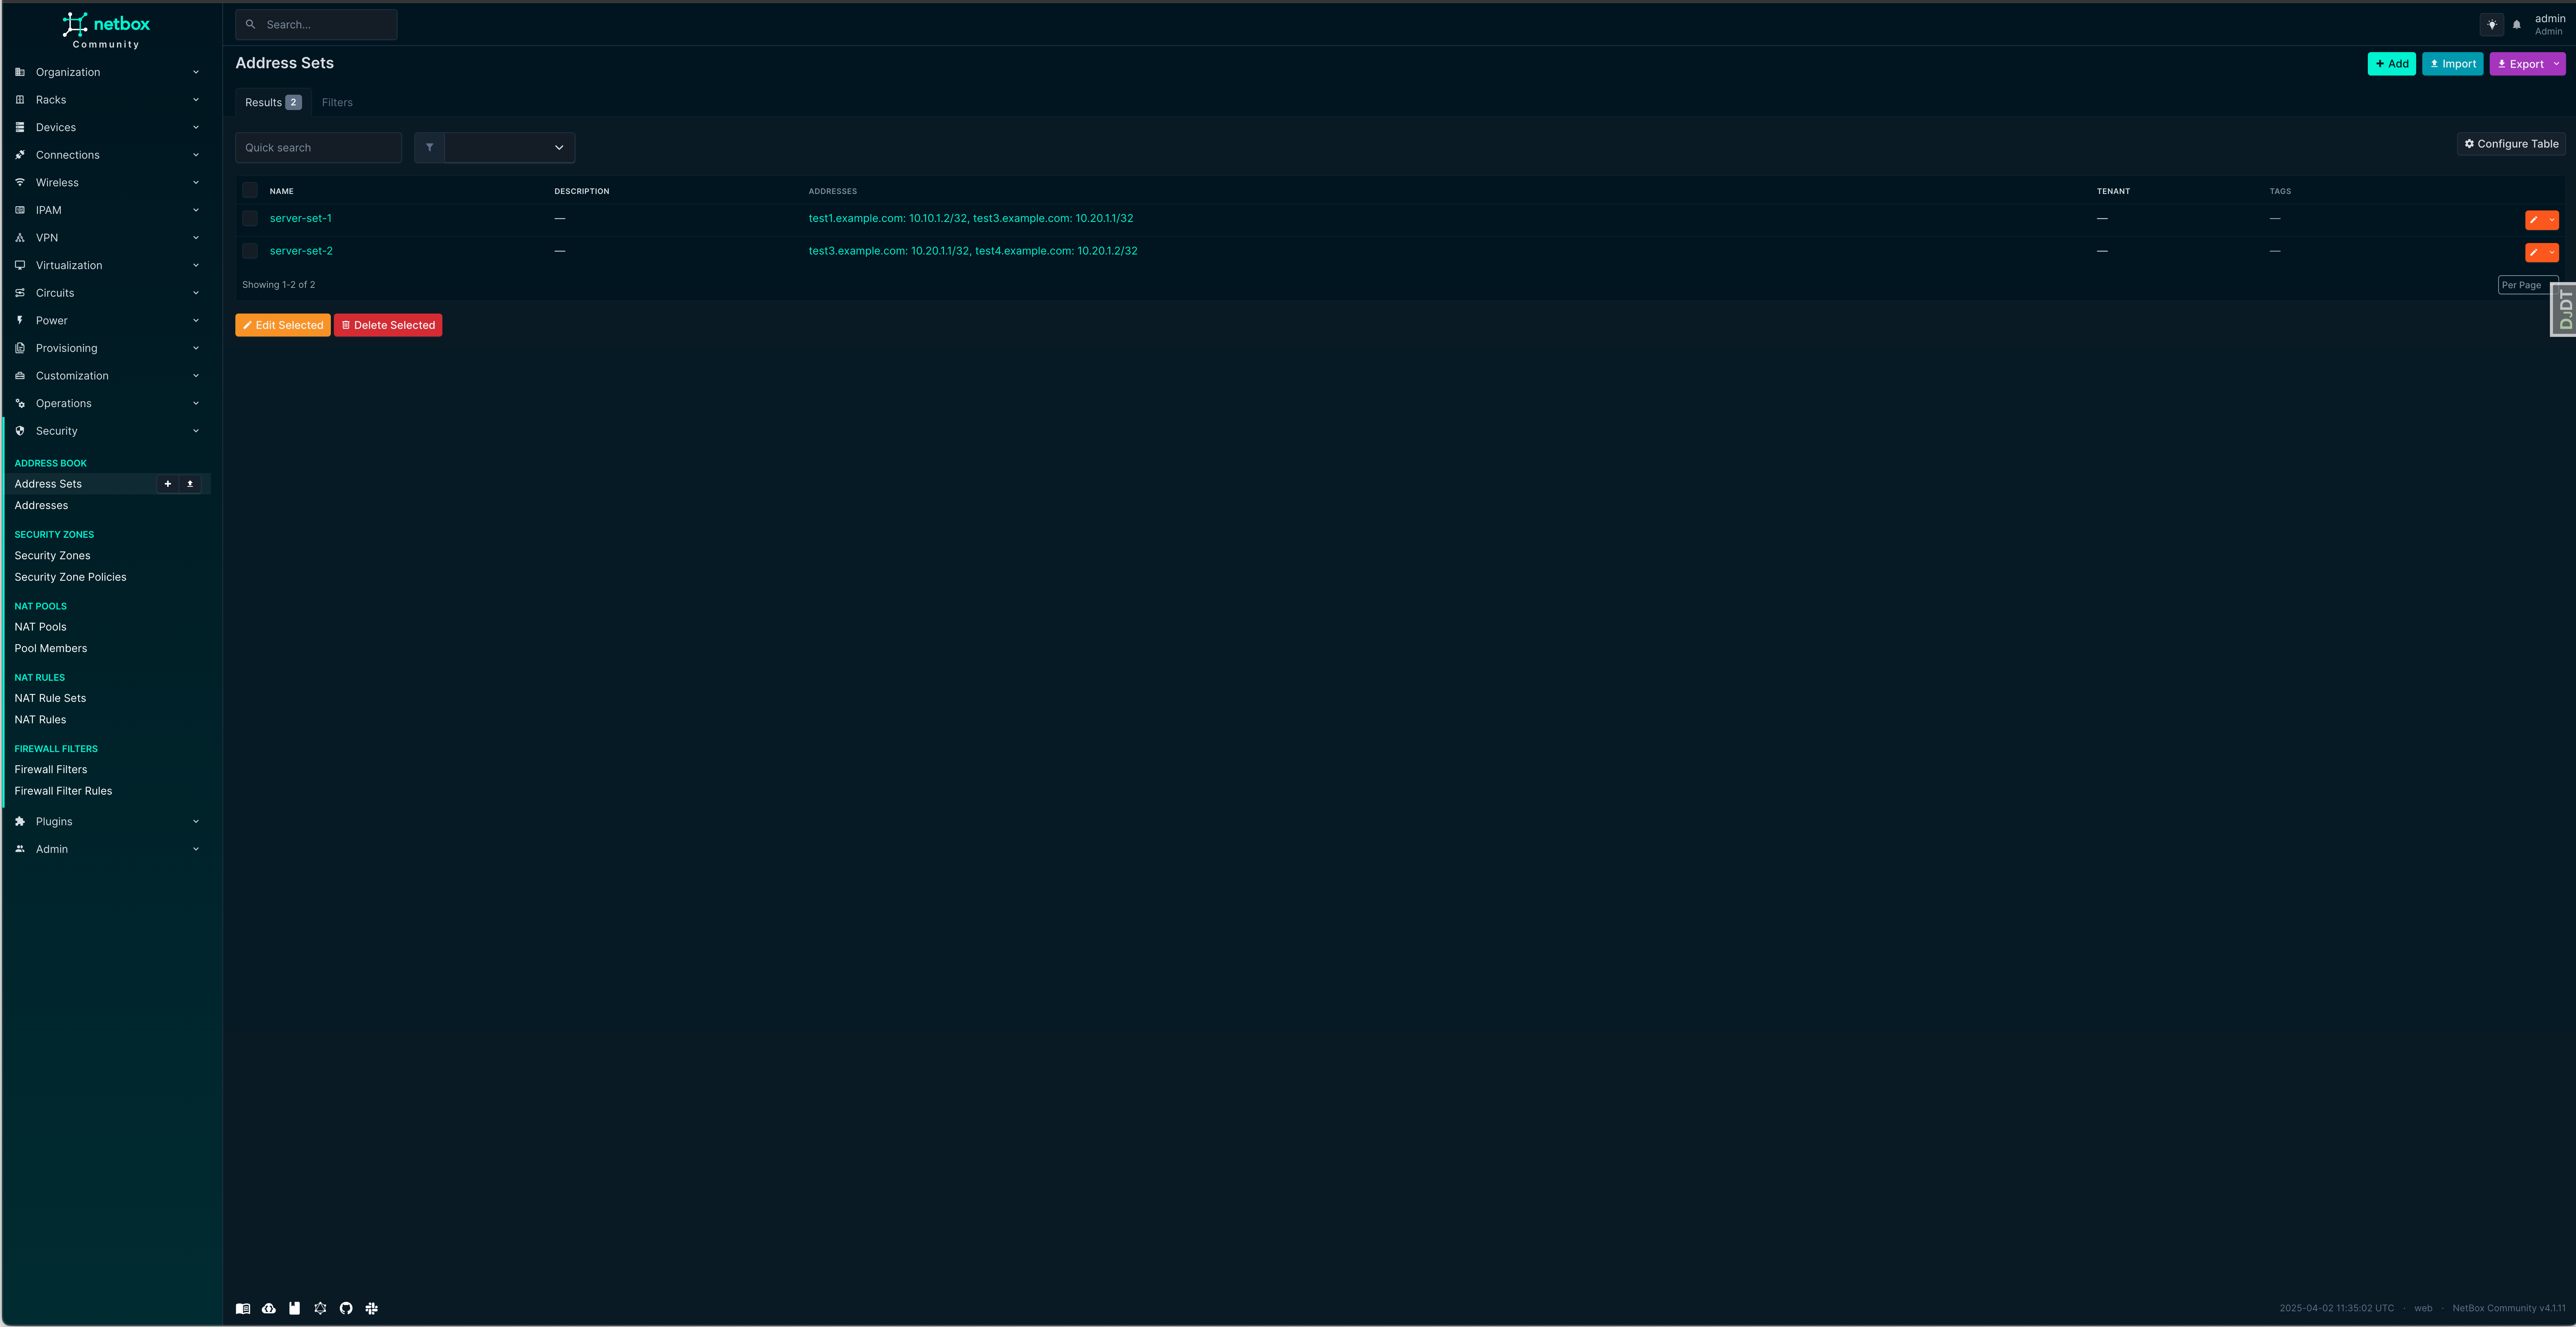 netbox
Community
Search...
admin
Admin
Organization
Racks
Devices
Connections
Wireless
IPAM
VPN
Virtualization
Circuits
Power
Provisioning
Customization
Operations
Security
ADDRESS BOOK
Address Sets
Addresses
SECURITY ZONES
Security Zones
Security Zone Policies
NAT POOLS
NAT Pools
Pool Members
NAT RULES
NAT Rule Sets
NAT Rules
FIREWALL FILTERS
Firewall Filters
Firewall Filter Rules
Plugins
Admin
Address Sets
+ Add Import Export
Results 2 Filters
Quick search
Configure Table
NAME DESCRIPTION ADDRESSES TENANT TAGS
server-set-1 — test1.example.com: 10.10.1.2/32, test3.example.com: 10.20.1.1/32 — —
server-set-2 — test3.example.com: 10.20.1.1/32, test4.example.com: 10.20.1.2/32 — —
Showing 1-2 of 2
Per Page
DJDT
Edit Selected Delete Selected
2025-04-02 11:35:02 UTC · web · NetBox Community v4.1.11